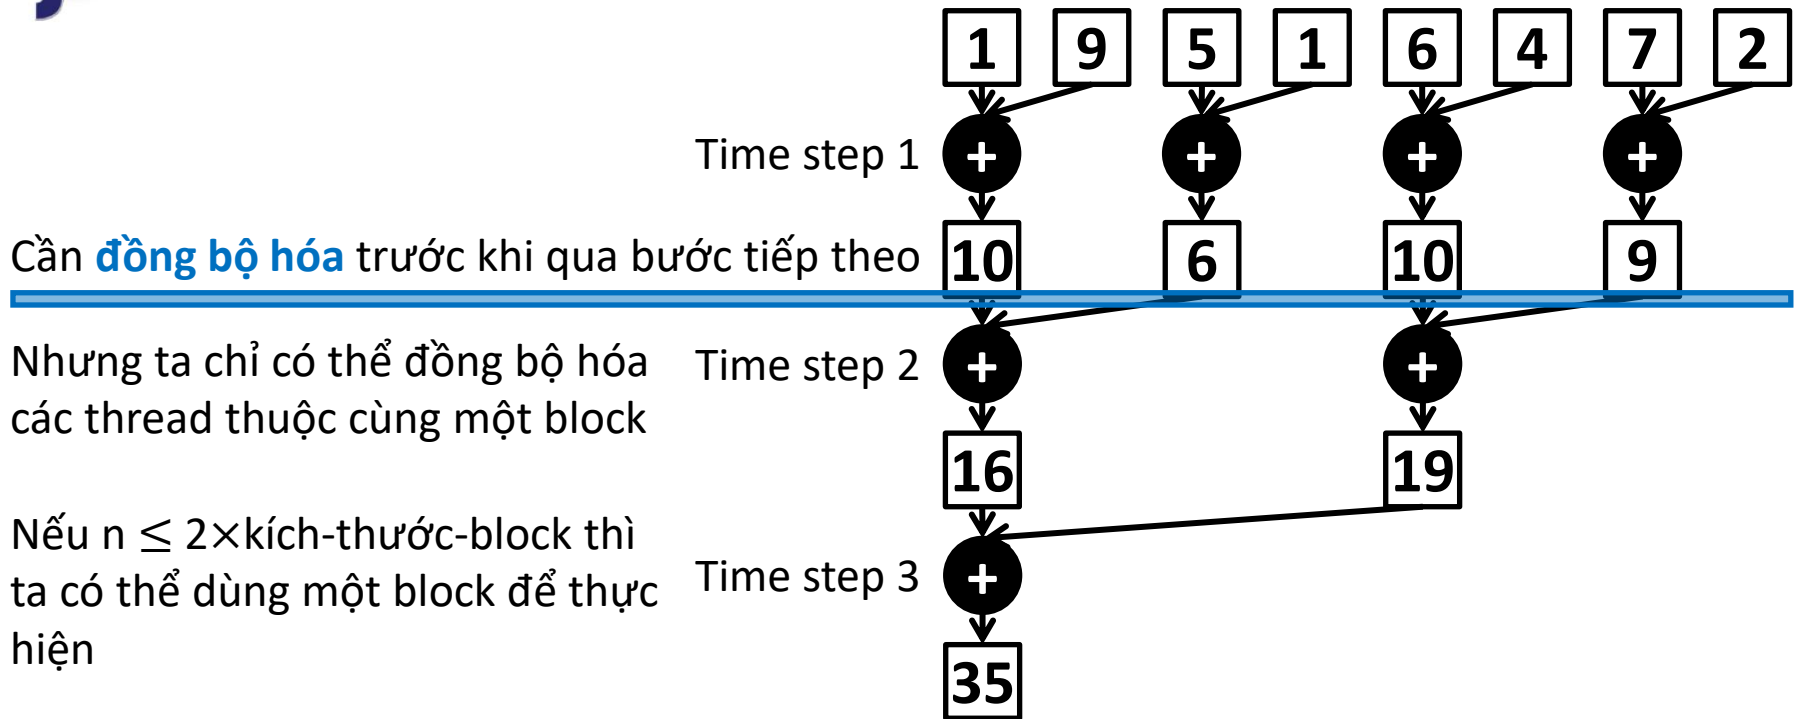 1 9 5 1 6 4 7 2
Time step 1 + + + +
Cần đồng bộ hóa trước khi qua bước tiếp theo 10 6 10 9
Nhưng ta chỉ có thể đồng bộ hóa
các thread thuộc cùng một block
Time step 2 + +
16 19
Nếu n ≤ 2×kích-thước-block thì
ta có thể dùng một block để thực
hiện
Time step 3 +
35